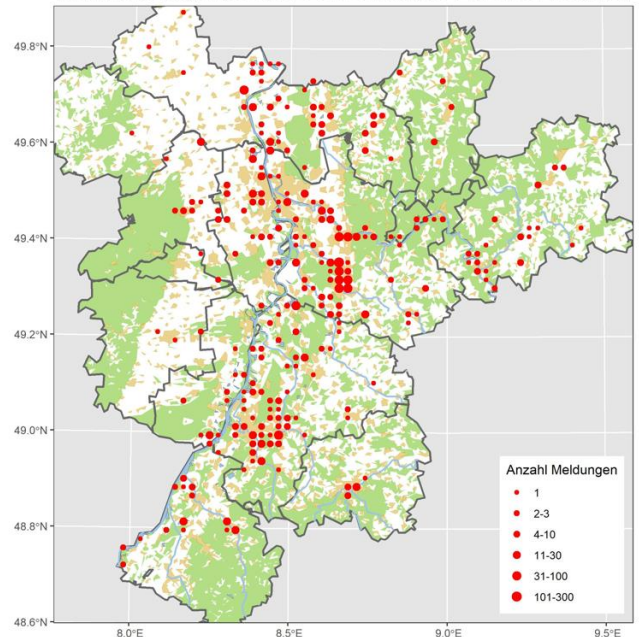 49.8°N
49.6°N
49.4°N
49.2°N
49.0°N
48.8°N
48.6°N
Anzahl Meldungen
1
2-3
4-10
11-30
31-100
101-300
8.0°E
8.5°E
9.0°E
9.5°E